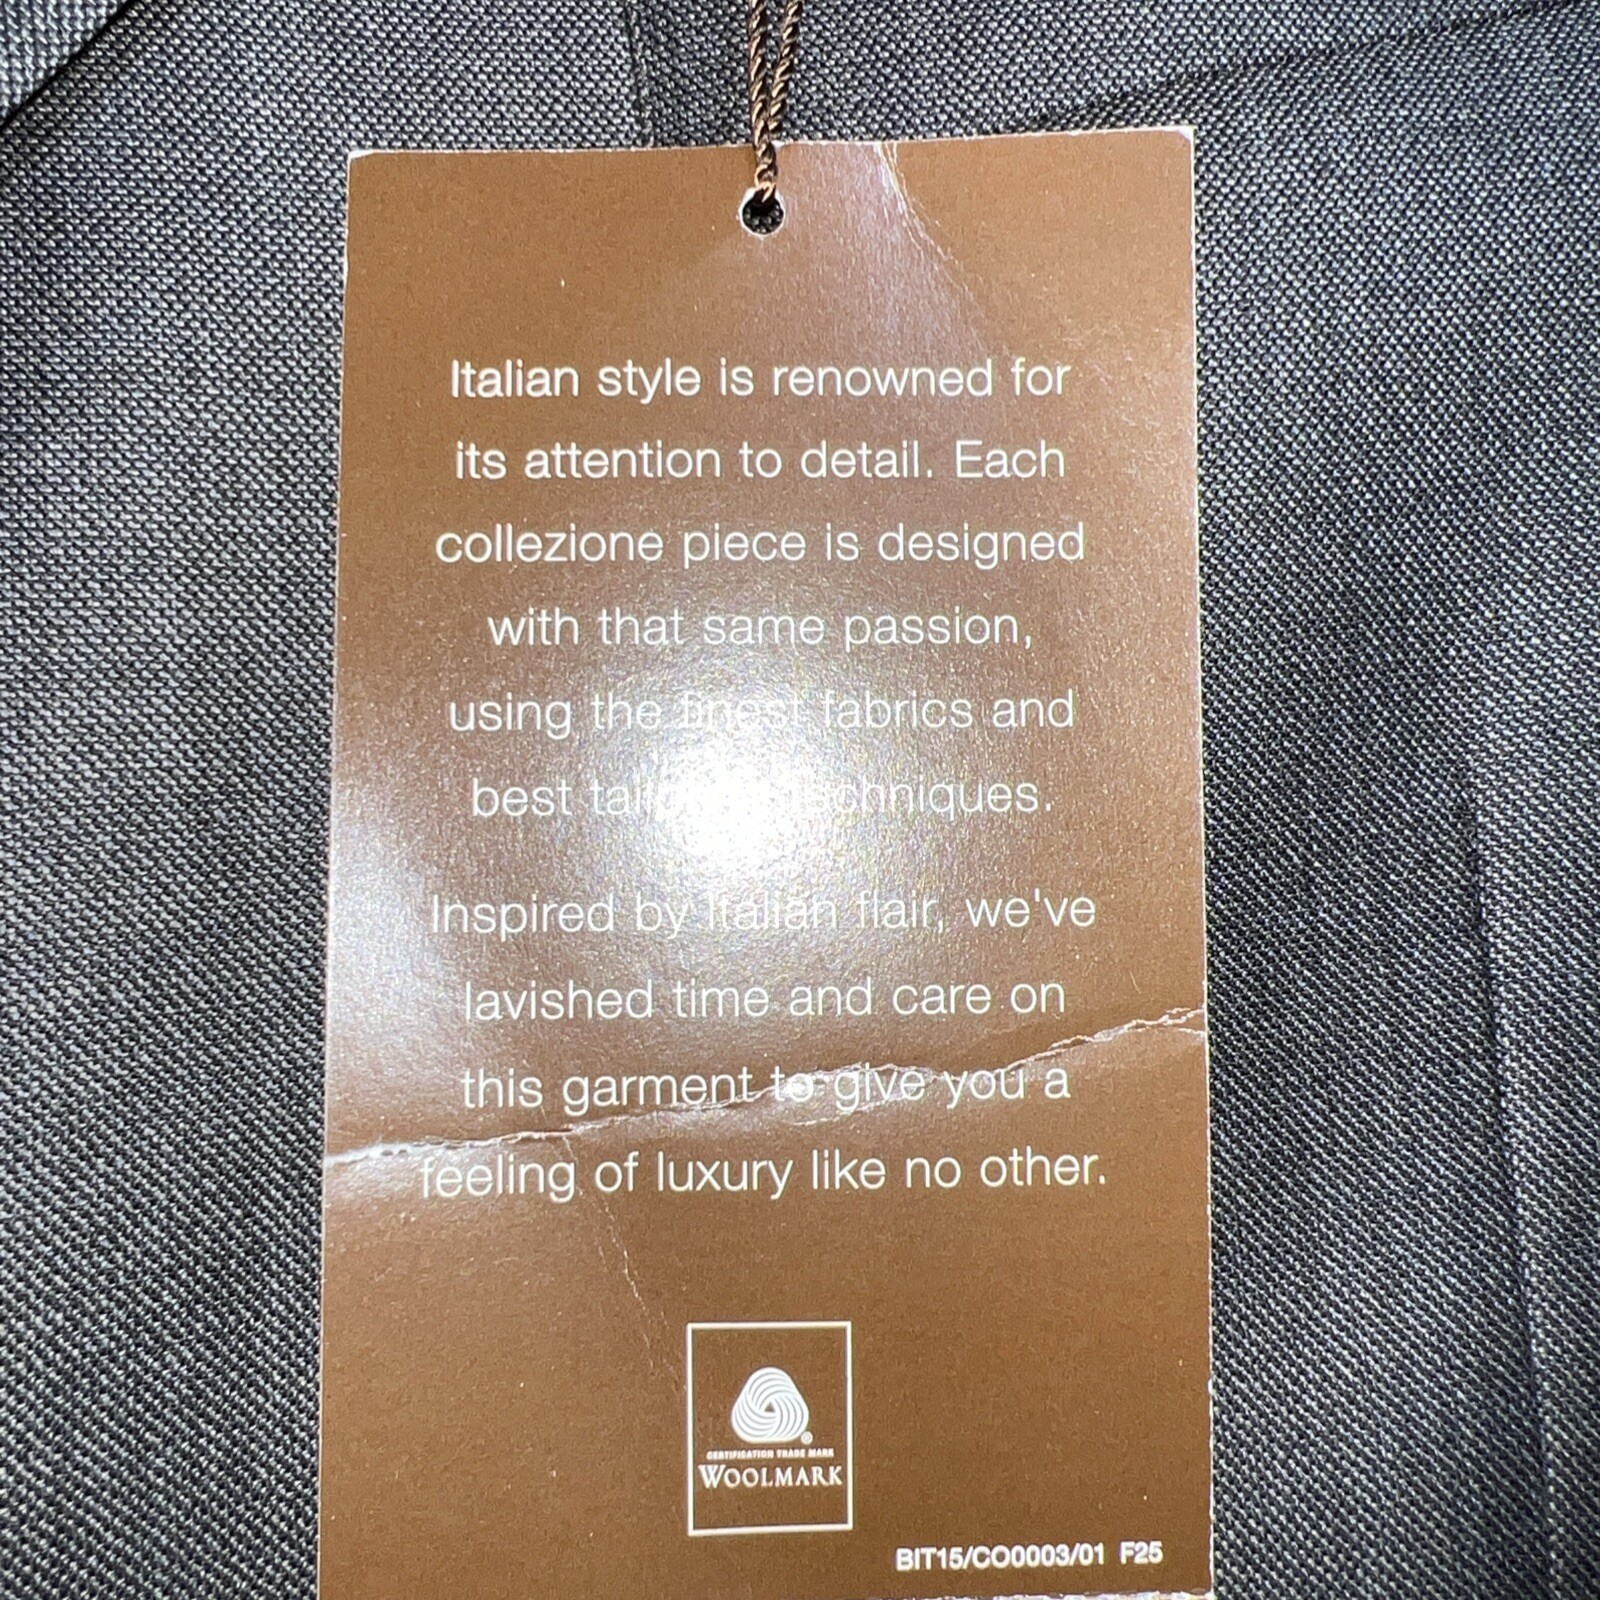 Italian style is renowned for
its attention to detail. Each
collezione piece is designed
with that same passion,
using the finest fabrics and
best techniques.
Inspired by Italian flair, we've
lavished time and care on
this garment to give you a
feeling of luxury like no other.
®
CERTIFICATION TRADE MARK
WOOLMARK
BIT15/CO0003/01 F25